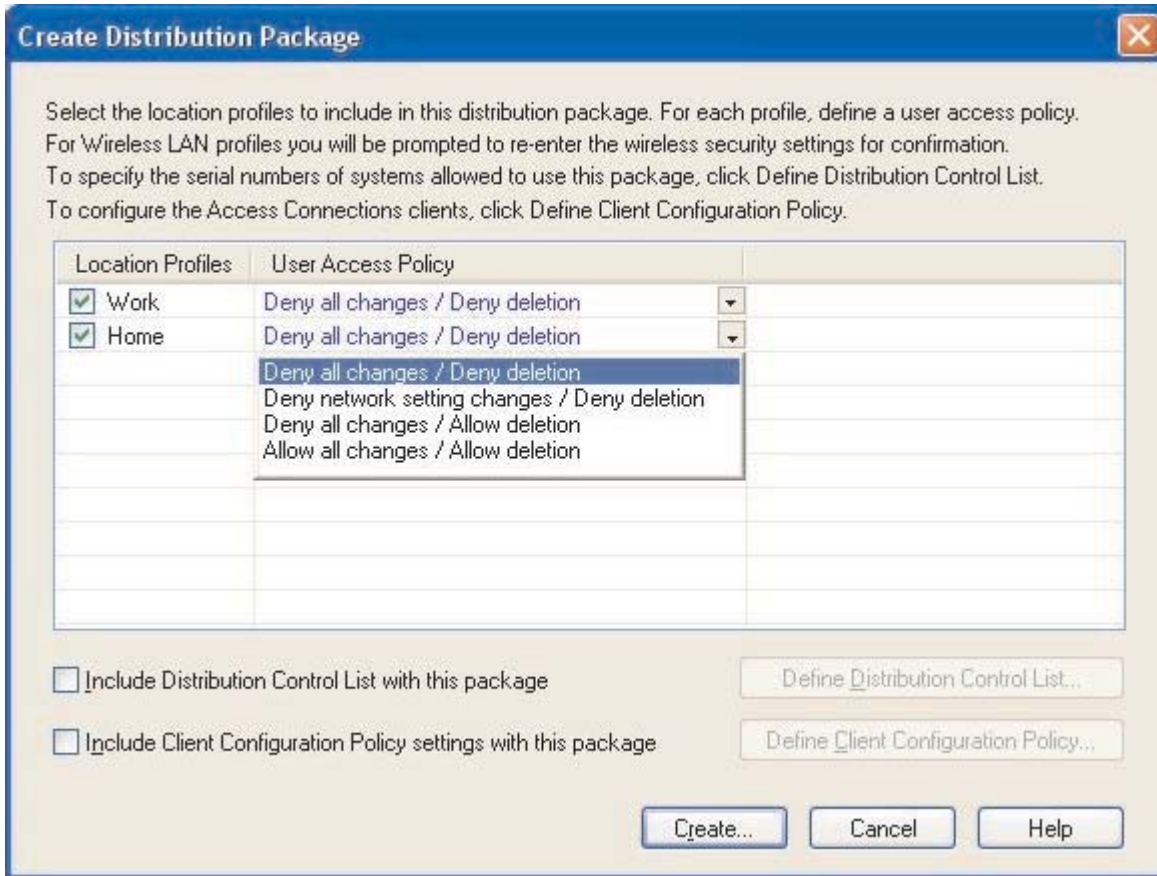 Create Distribution Package
Select the location profiles to include in this distribution package. For each profile, define a user access policy.
For Wireless LAN profiles you will be prompted to re-enter the wireless security settings for confirmation.
To specify the serial numbers of systems allowed to use this package, click Define Distribution Control List.
To configure the Access Connections clients, click Define Client Configuration Policy.
Location Profiles User Access Policy
Work Deny all changes / Deny deletion
Home Deny all changes / Deny deletion
Deny all changes / Deny deletion
Deny network setting changes / Deny deletion
Deny all changes / Allow deletion
Allow all changes / Allow deletion
Include Distribution Control List with this package Define Distribution Control List...
Include Client Configuration Policy settings with this package Define Client Configuration Policy...
Create... Cancel Help